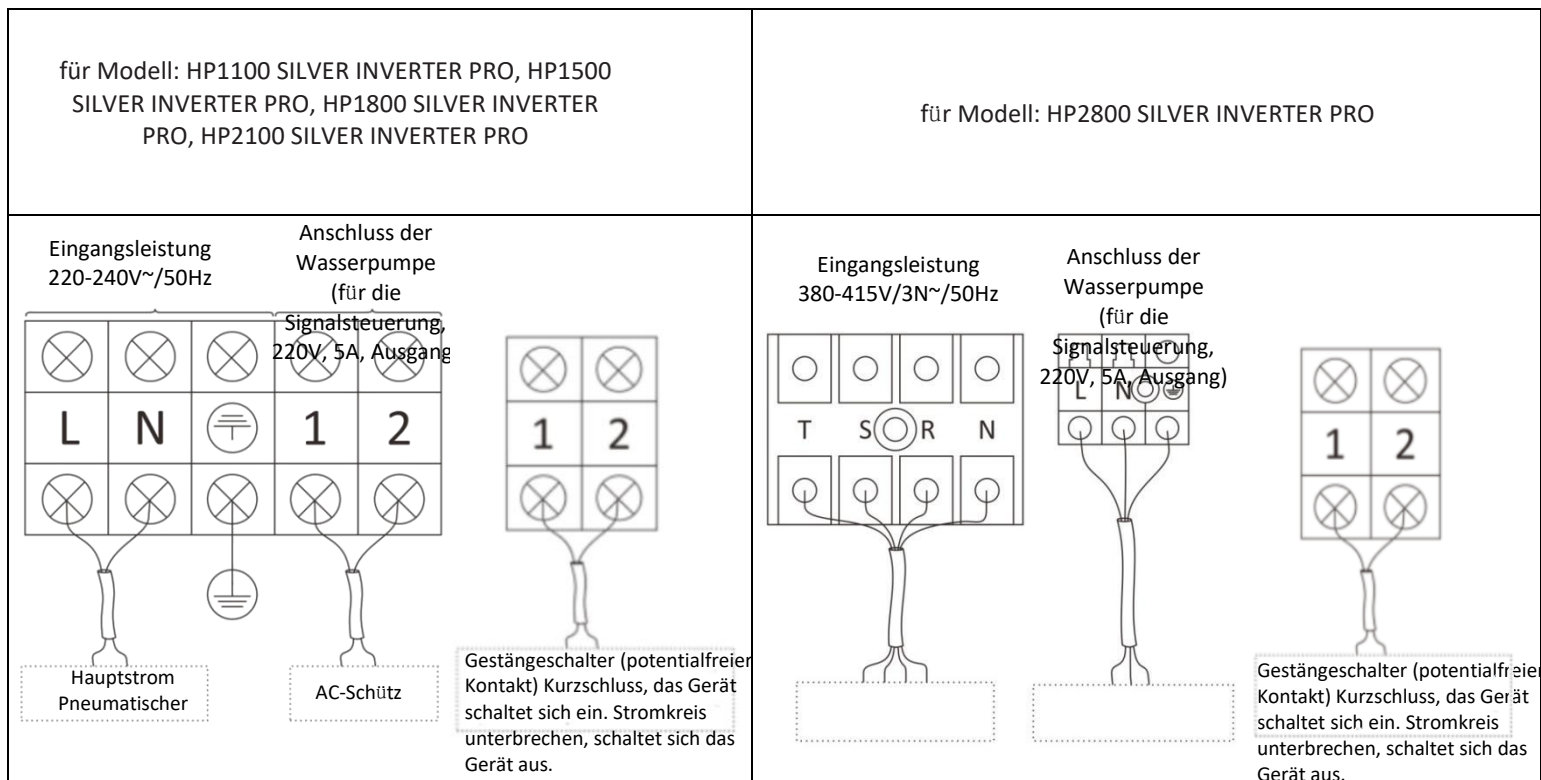 für Modell: HP1100 SILVER INVERTER PRO, HP1500
SILVER INVERTER PRO, HP1800 SILVER INVERTER
PRO, HP2100 SILVER INVERTER PRO
für Modell: HP2800 SILVER INVERTER PRO
Eingangsleistung
220-240V~/50Hz
Anschluss der
Wasserpumpe
(für die
Signalsteuerung,
220V, 5A, Ausgang
L N 1 2
1 2
Hauptstrom
Pneumatischer
AC-Schütz
Gestängeschalter (potentialfreier
Kontakt) Kurzschluss, das Gerät
schaltet sich ein. Stromkreis
unterbrechen, schaltet sich das
Gerät aus.
Eingangsleistung
380-415V/3N~/50Hz
Anschluss der
Wasserpumpe
(für die
Signalsteuerung,
220V, 5A, Ausgang)
T S R N
L N
1 2
Gestängeschalter (potentialfreier
Kontakt) Kurzschluss, das Gerät
schaltet sich ein. Stromkreis
unterbrechen, schaltet sich das
Gerät aus.